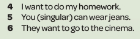 4 I want to do my homework.
5 You (singular) can wear jeans.
6 They want to go to the cinema.